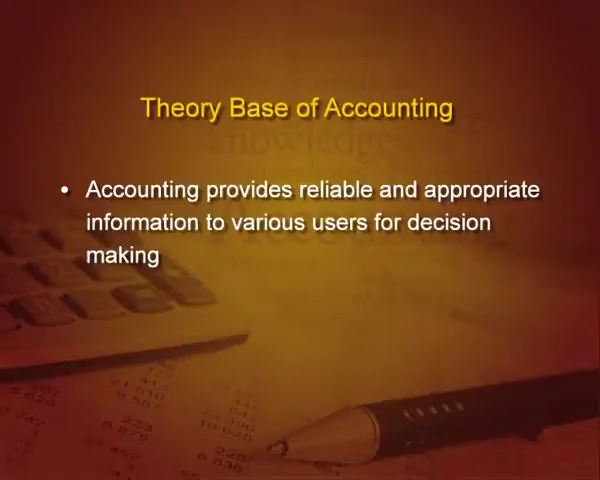 Theory Base of Accounting
• Accounting provides reliable and appropriate
information to various users for decision
making